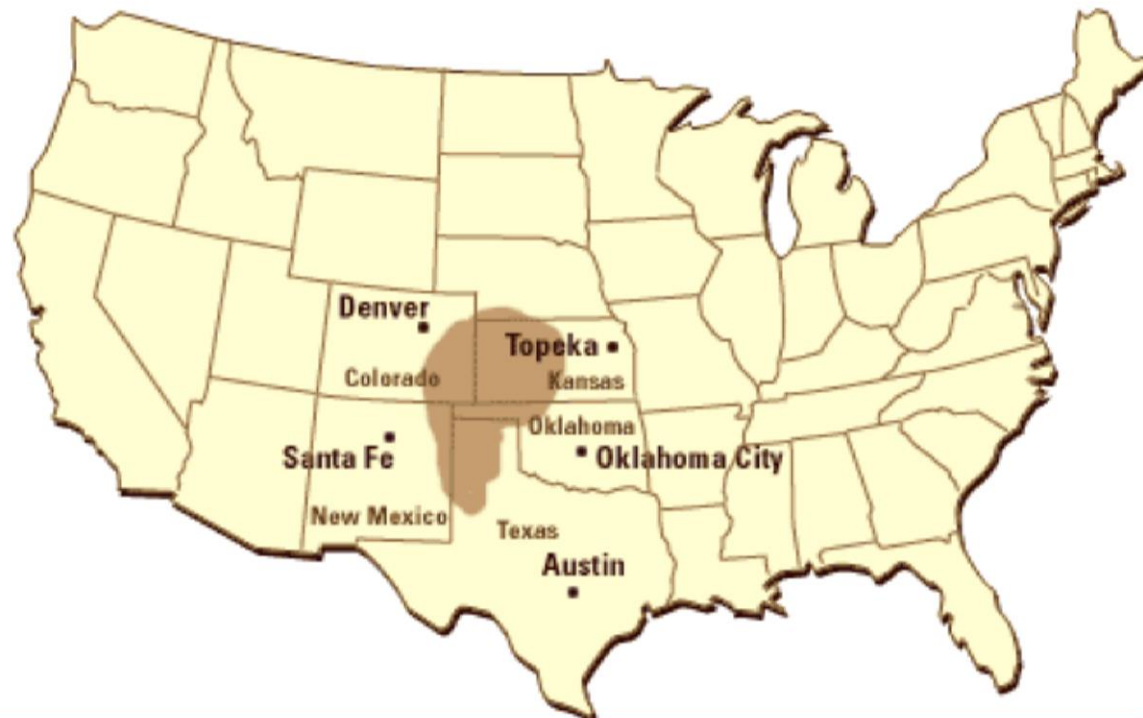 Denver
Topeka
Colorado
Kansas
Oklahoma
Santa Fe
Oklahoma City
New Mexico
Texas
Austin